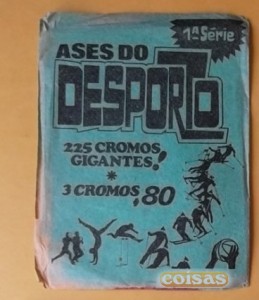 1ª Série
ASES DO
DESPORTO
225 CROMOS
GIGANTES!
*
3 CROMOS,80
coisas